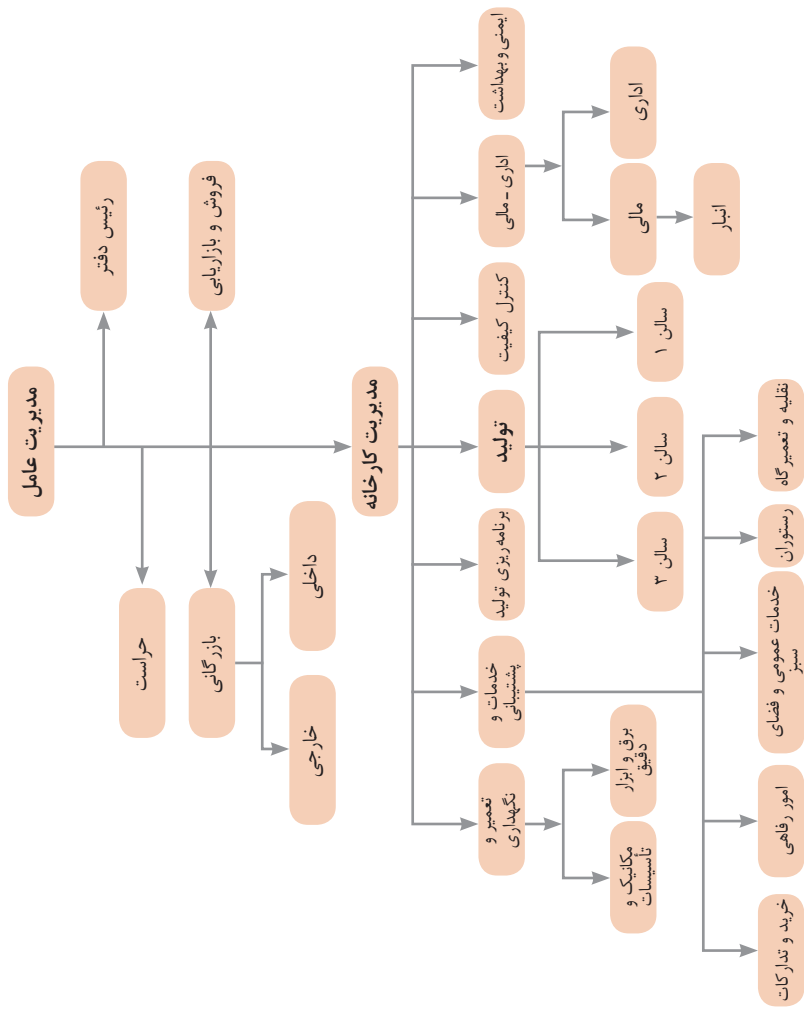 مدیریت عامل
رئیس دفتر
حراست
فروش و بازاریابی
بازرگانی
داخلی
خارجی
مدیریت کارخانه
ایمنی و بهداشت
اداری - مالی
کنترل کیفیت
تولید
برنامه ریزی تولید
خدمات و
پشتیبانی
تعمیر و
نگهداری
اداری
مالی
انبار
سالن ۱
سالن ۲
سالن ۳
برق و ابزار
دقیق
مکانیک و
تأسیسات
نقلیه و تعمیرگاه
رستوران
خدمات عمومی و فضای
سبز
امور رفاهی
خرید و تدارکات